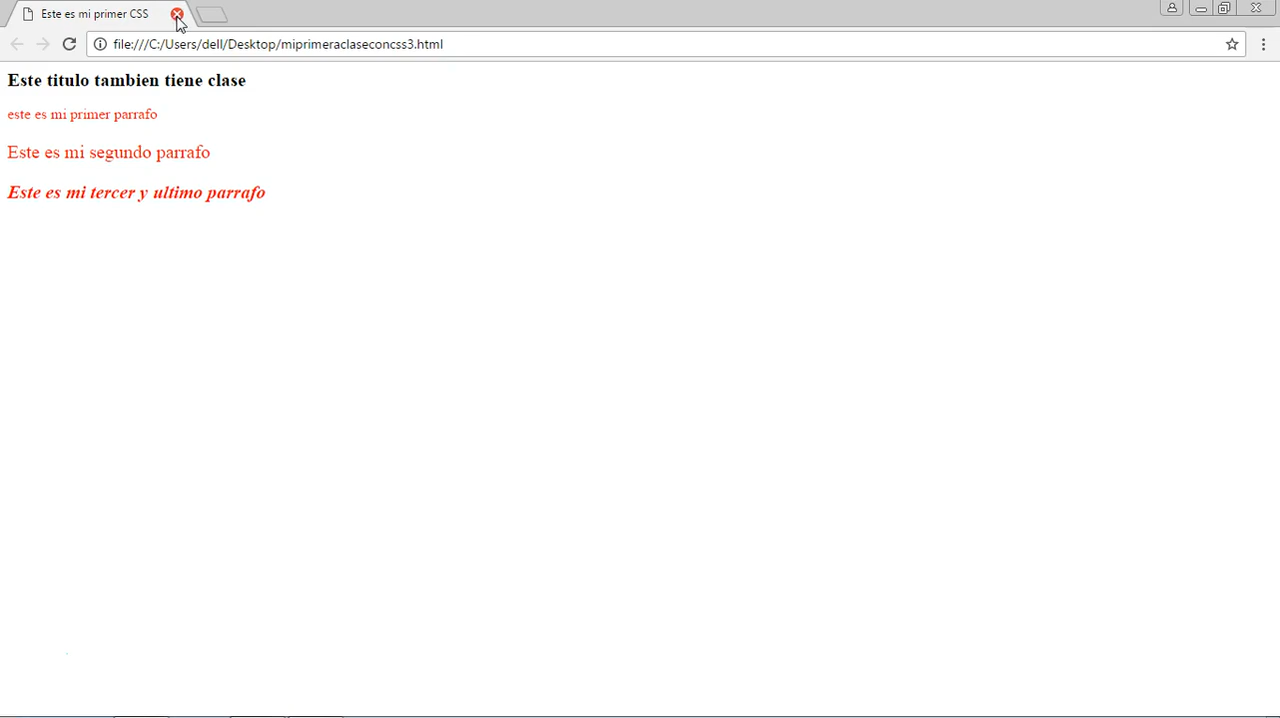 Este es mi primer CSS
file:///C:/Users/dell/Desktop/miprimeraclaseconcss3.html
Este titulo tambien tiene clase
este es mi primer parrafo
Este es mi segundo parrafo
Este es mi tercer y ultimo parrafo